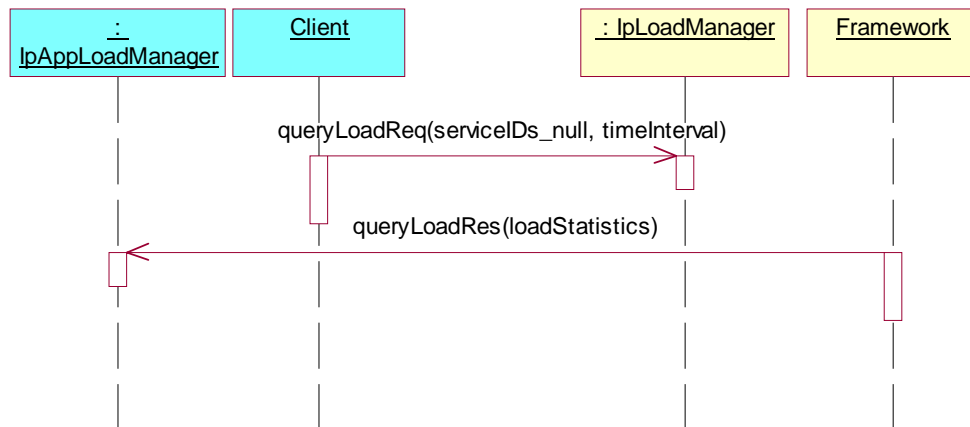 :
IpAppLoadManager
Client
: IpLoadManager
Framework
queryLoadReq(serviceIDs_null, timeInterval)
queryLoadRes(loadStatistics)